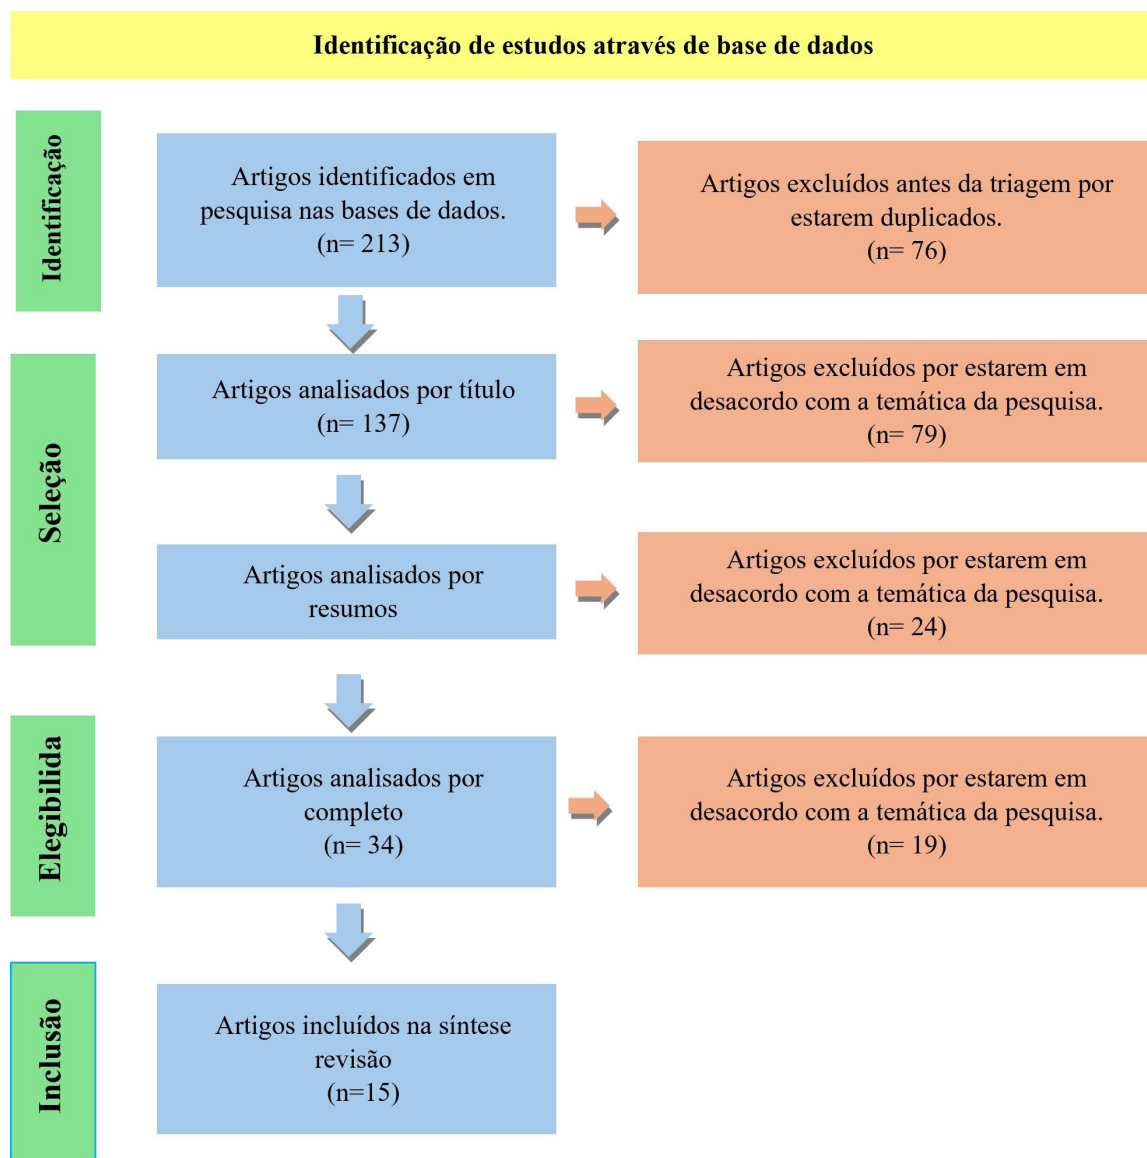 Identificação de estudos através de base de dados
Identificação
Artigos identificados em
pesquisa nas bases de dados.
(n= 213)
Artigos excluídos antes da triagem por
estarem duplicados.
(n= 76)
Seleção
Artigos analisados por título
(n= 137)
Artigos excluídos por estarem em
desacordo com a temática da pesquisa.
(n= 79)
Artigos analisados por
resumos
Artigos excluídos por estarem em
desacordo com a temática da pesquisa.
(n= 24)
Elegibilida
Artigos analisados por
completo
(n= 34)
Artigos excluídos por estarem em
desacordo com a temática da pesquisa.
(n= 19)
Inclusão
Artigos incluídos na síntese
revisão
(n=15)